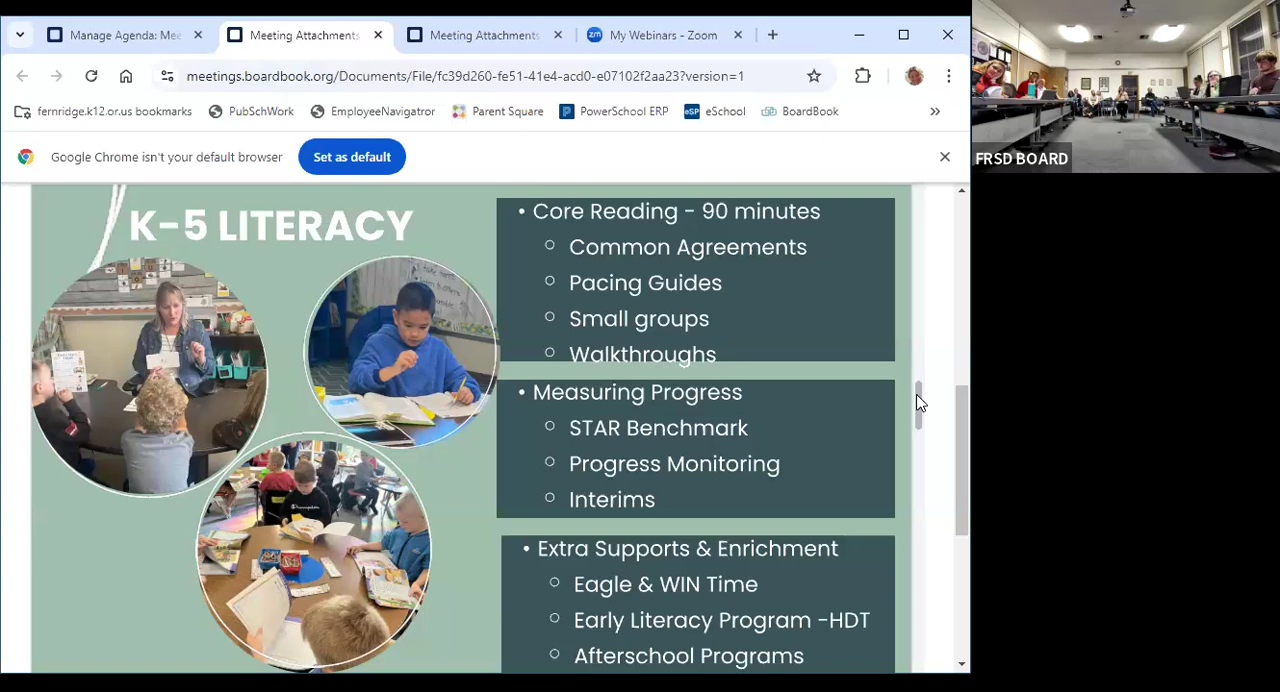 Manage Agenda: Me
Meeting Attachments
Meeting Attachments
zm
My Webinars - Zoom
meetings.boardbook.org/Documents/File/fc39d260-fe51-41e4-acd0-e07102f2aa23?version=1
fernridge.k12.or.us bookmarks
PubSchWork
EmployeeNavigator
Parent Square
PowerSchool ERP
eSP
eSchool
BoardBook
Google Chrome isn't your default browser
Set as default
FRSD BOARD
K-5 LITERACY
• Core Reading - 90 minutes
○ Common Agreements
○ Pacing Guides
○ Small groups
○ Walkthroughs
• Measuring Progress
○ STAR Benchmark
○ Progress Monitoring
○ Interims
• Extra Supports & Enrichment
○ Eagle & WIN Time
○ Early Literacy Program -HDT
○ Afterschool Programs